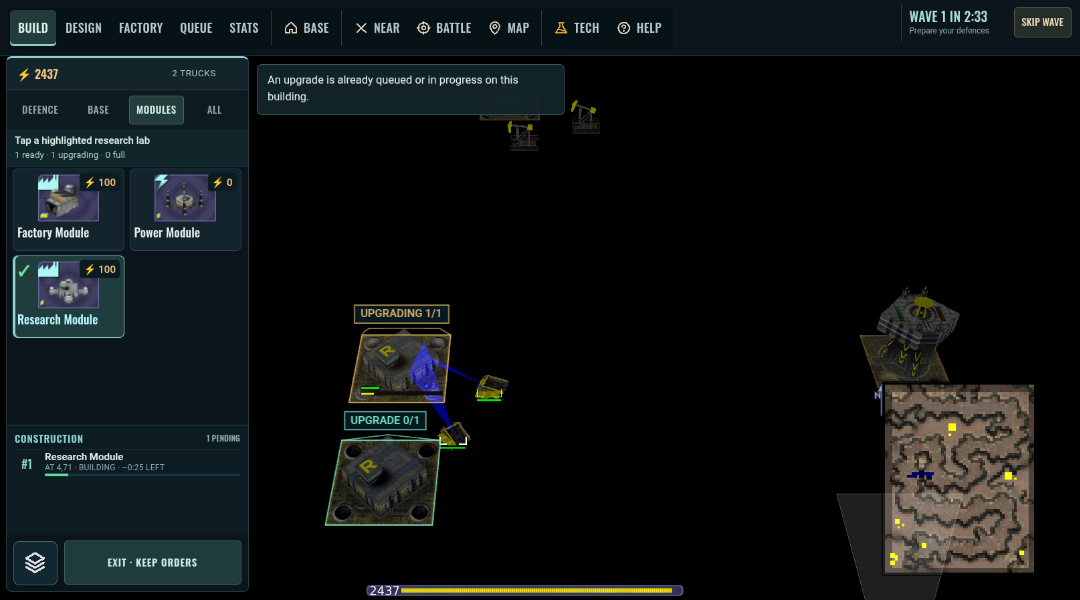 BUILD DESIGN FACTORY QUEUE STATS BASE NEAR BATTLE MAP TECH HELP
WAVE 1 IN 2:33
Prepare your defences
SKIP WAVE
2437
2 TRUCKS
DEFENCE BASE MODULES ALL
Tap a highlighted research lab
1 ready · 1 upgrading · 0 full
100
Factory Module
0
Power Module
100
Research Module
CONSTRUCTION
1 PENDING
#1
Research Module
AT 4,71 · BUILDING · ~0:25 LEFT
EXIT · KEEP ORDERS
An upgrade is already queued or in progress on this
building.
UPGRADING 1/1
R
UPGRADE 0/1
R
N
2437